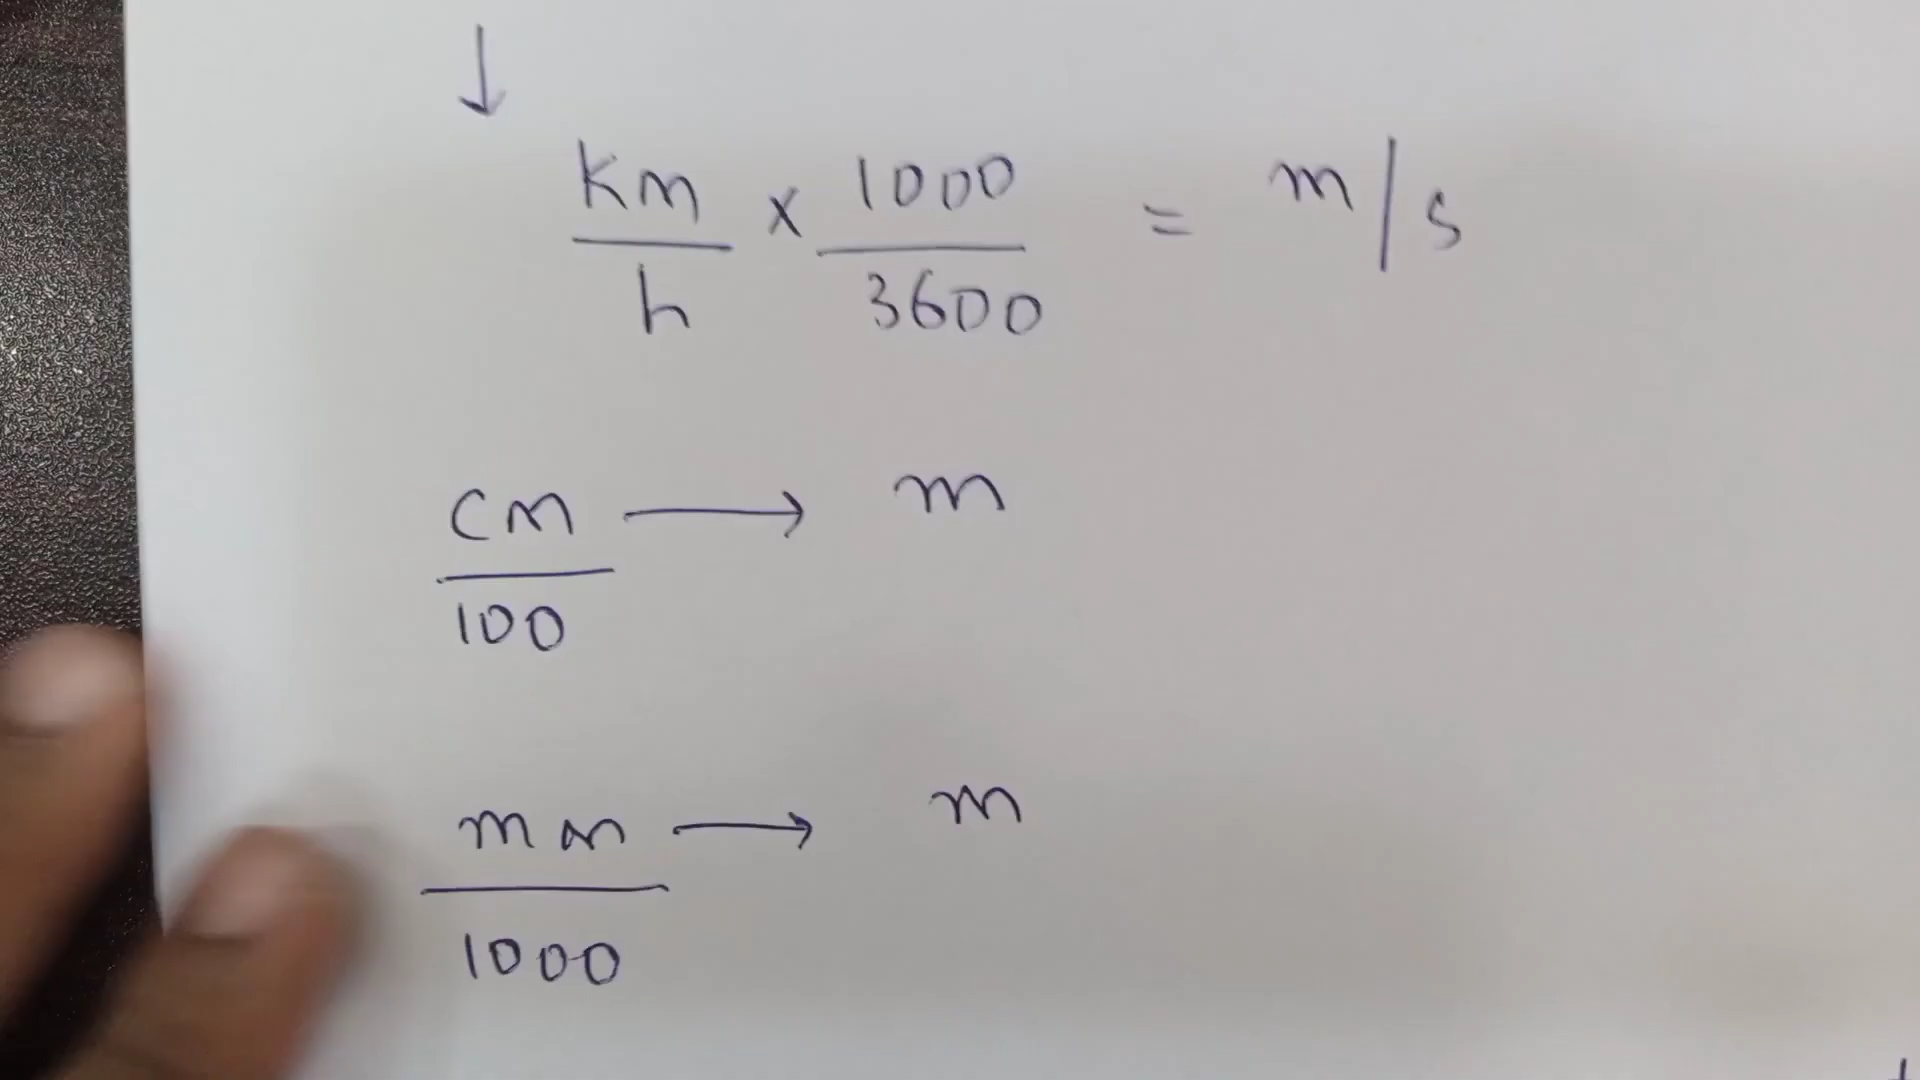 ↓
Km/h × 1000/3600 = m/s
cm/100 → m
mm/1000 → m